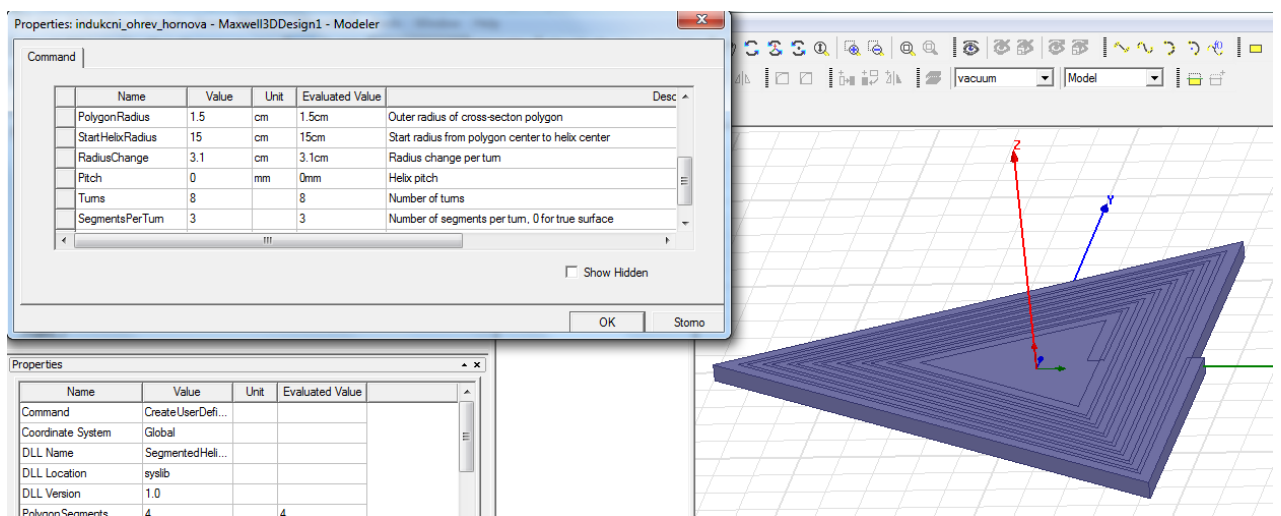 Properties: indukcni_ohrev_hornova - Maxwell3DDesign1 - Modeler
Command
Name Value Unit Evaluated Value Desc
PolygonRadius 1.5 cm 1.5cm Outer radius of cross-secton polygon
StartHelixRadius 15 cm 15cm Start radius from polygon center to helix center
RadiusChange 3.1 cm 3.1cm Radius change per turn
Pitch 0 mm 0mm Helix pitch
Turns 8 8 Number of turns
SegmentsPerTurn 3 3 Number of segments per turn, 0 for true surface
Show Hidden
OK Storno
vacuum Model
Z
Y
Properties
Name Value Unit Evaluated Value
Command CreateUserDefi...
Coordinate System Global
DLL Name SegmentedHeli...
DLL Location syslib
DLL Version 1.0
PolygonSegments 4 4